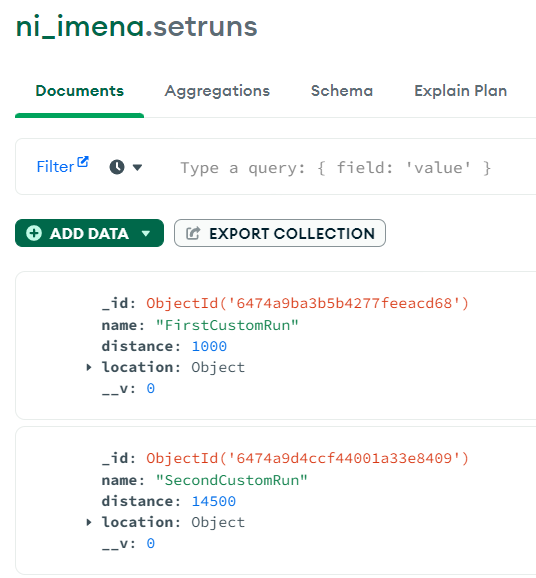 ni_imena.setruns
Documents Aggregations Schema Explain Plan
Filter Type a query: { field: 'value' }
ADD DATA EXPORT COLLECTION
_id: ObjectId('6474a9ba3b5b4277feeacd68')
name: "FirstCustomRun"
distance: 1000
location: Object
__v: 0
_id: ObjectId('6474a9d4ccf44001a33e8409')
name: "SecondCustomRun"
distance: 14500
location: Object
__v: 0